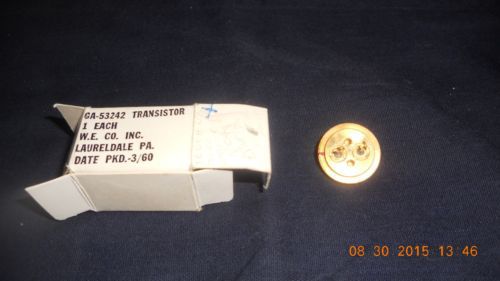 GA-53242 TRANSISTOR
1 EACH
W.E. CO. INC.
LAURELDALE PA.
DATE PKD.-3/60
08 30 2015 13 46